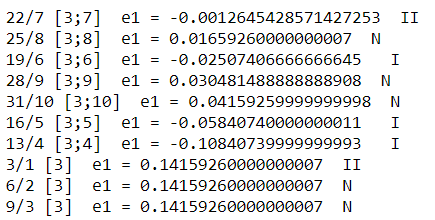 22/7 [3;7] e1 = -0.0012645428571427253 II
25/8 [3;8] e1 = 0.01659260000000007 N
19/6 [3;6] e1 = -0.02507406666666645 I
28/9 [3;9] e1 = 0.030481488888888908 N
31/10 [3;10] e1 = 0.04159259999999998 N
16/5 [3;5] e1 = -0.05840740000000011 I
13/4 [3;4] e1 = -0.10840739999999993 I
3/1 [3] e1 = 0.14159260000000007 II
6/2 [3] e1 = 0.14159260000000007 N
9/3 [3] e1 = 0.14159260000000007 N